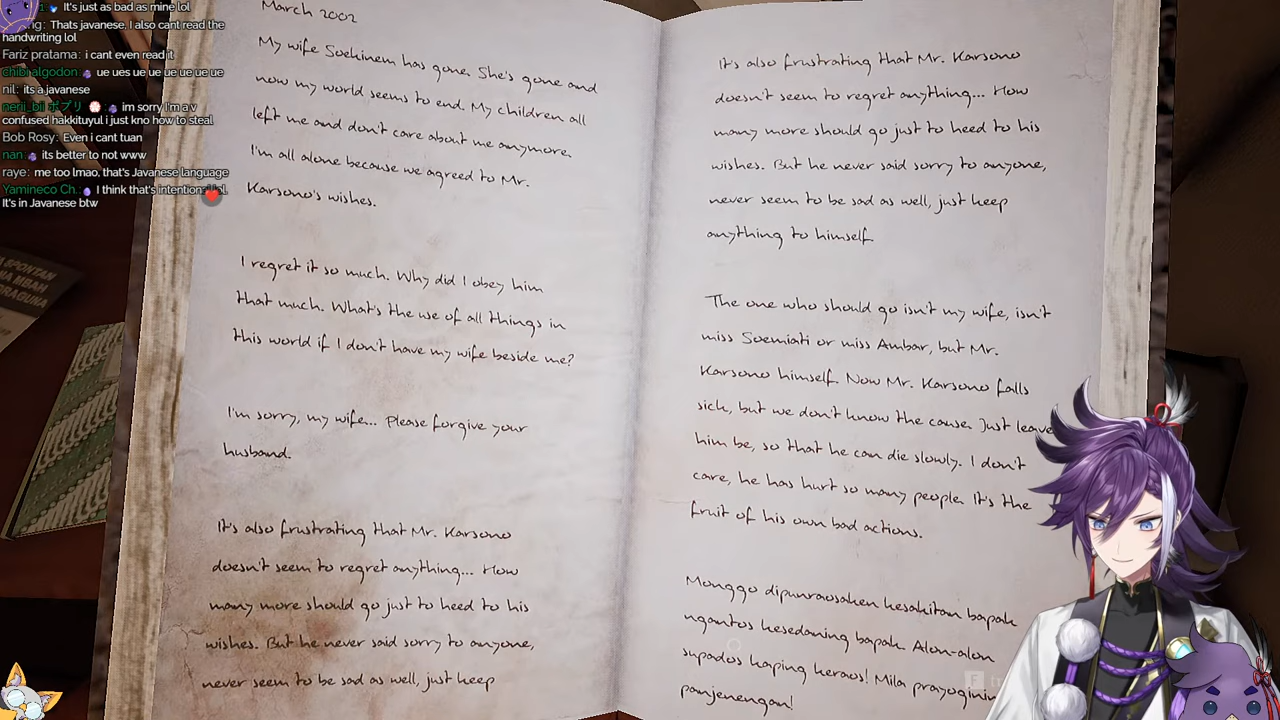 It's just as bad as mine lol
Thats javanese, I also cant read the
handwriting lol
Fariz pratama: i cant even read it
chibi algodon: ue ues ue ue ue ue ue ue
nil: its a javanese
nerii_bii ポプリ im sorry I'm a v
confused hakkituyul i just kno how to steal
Bob Rosy: Even i cant tuan
nan: its better to not www
raye: me too lmao, that's Javanese language
Yamineco Ch.: I think that's intentional lol.
It's in Javanese btw
March 2002
My wife Soekinem has gone. She's gone and
now my world seems to end. My children all
left me and don't care about me anymore.
I'm all alone because we agreed to Mr.
Karsono's wishes.
I regret it so much. Why did I obey him
that much. What's the use of all things in
this world if I don't have my wife beside me?
I'm sorry, my wife... Please forgive your
husband.
It's also frustrating that Mr. Karsono
doesn't seem to regret anything... How
many more should go just to heed to his
wishes. But he never said sorry to anyone,
never seem to be sad as well, just keep
It's also frustrating that Mr. Karsono
doesn't seem to regret anything... How
many more should go just to heed to his
wishes. But he never said sorry to anyone,
never seem to be sad as well, just keep
anything to himself.
The one who should go isn't my wife, isn't
miss Soemiati or miss Ambar, but Mr.
Karsono himself. Now Mr. Karsono falls
sick, but we don't know the cause. Just leave
him be, so that he can die slowly. I don't
care, he has hurt so many people. It's the
fruit of his own bad actions.
Monggo dipunraosaken kesakitan bapak
ngantos kesedaning bapak. Alon-alon
supados kaping keraos! Mila prayoginin
panjenengan!
SPONTAN